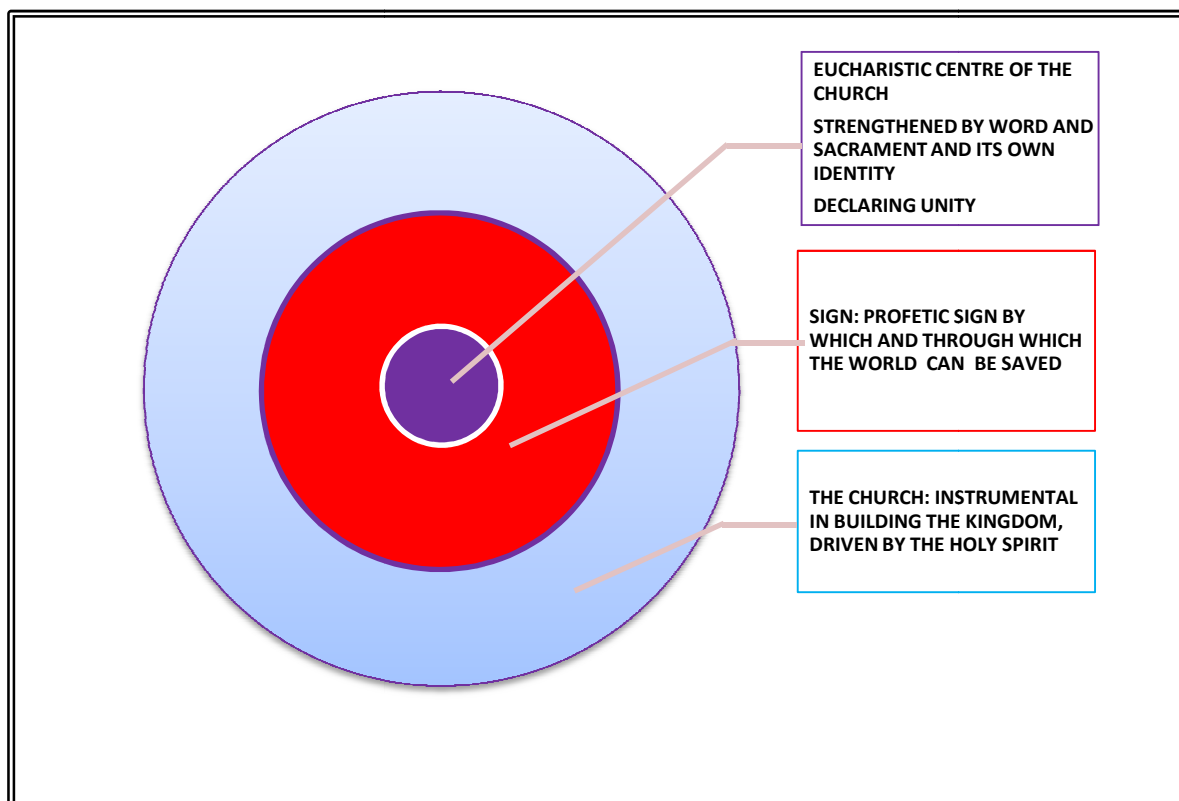 EUCHARISTIC CENTRE OF THE
CHURCH
STRENGTHENED BY WORD AND
SACRAMENT AND ITS OWN
IDENTITY
DECLARING UNITY
SIGN: PROFETIC SIGN BY
WHICH AND THROUGH WHICH
THE WORLD CAN BE SAVED
THE CHURCH: INSTRUMENTAL
IN BUILDING THE KINGDOM,
DRIVEN BY THE HOLY SPIRIT